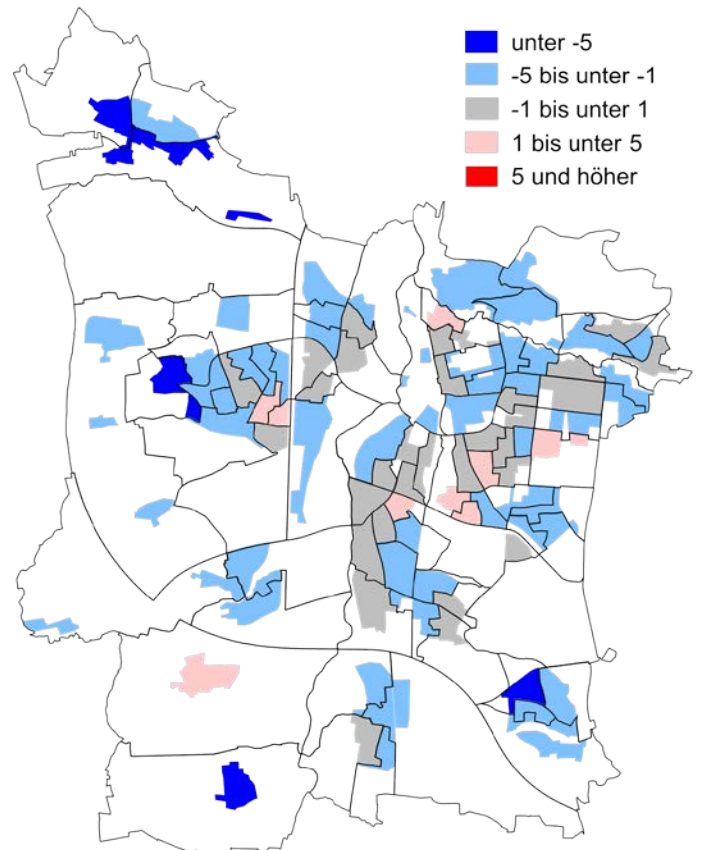 unter -5
-5 bis unter -1
-1 bis unter 1
1 bis unter 5
5 und höher